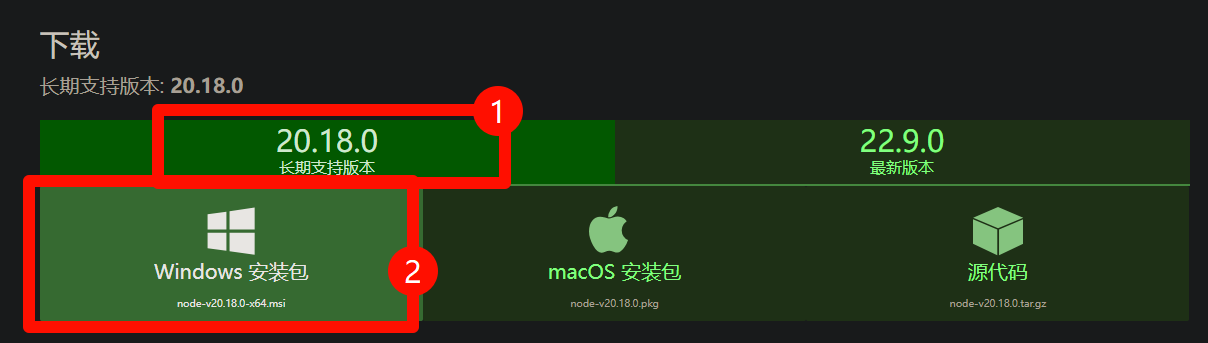 下载
长期支持版本: 20.18.0
1
20.18.0
长期支持版本
22.9.0
最新版本
2
Windows 安装包
node-v20.18.0-x64.msi
macOS 安装包
node-v20.18.0.pkg
源代码
node-v20.18.0.tar.gz